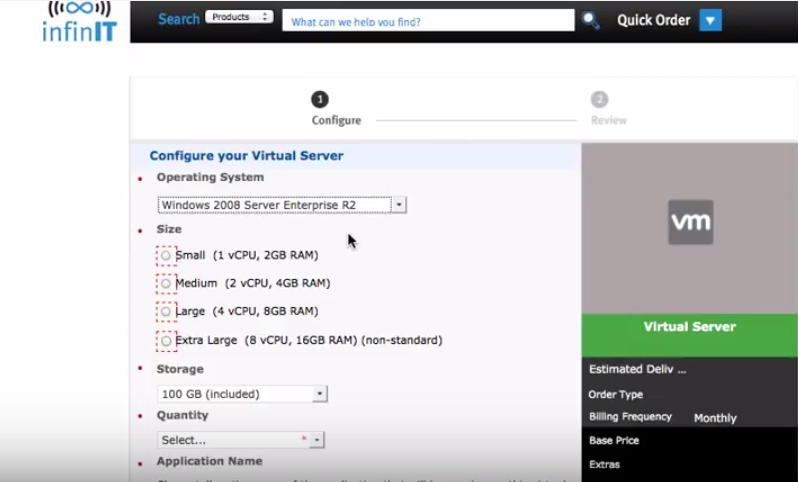 infinIT
Search Products What can we help you find? Quick Order
1 2
Configure Review
Configure your Virtual Server
Operating System
Windows 2008 Server Enterprise R2
Size
Small (1 vCPU, 2GB RAM)
Medium (2 vCPU, 4GB RAM)
Large (4 vCPU, 8GB RAM)
Extra Large (8 vCPU, 16GB RAM) (non-standard)
Storage
100 GB (included)
Quantity
Select... *
Application Name
vm
Virtual Server
Estimated Deliv ...
Order Type
Billing Frequency Monthly
Base Price
Extras